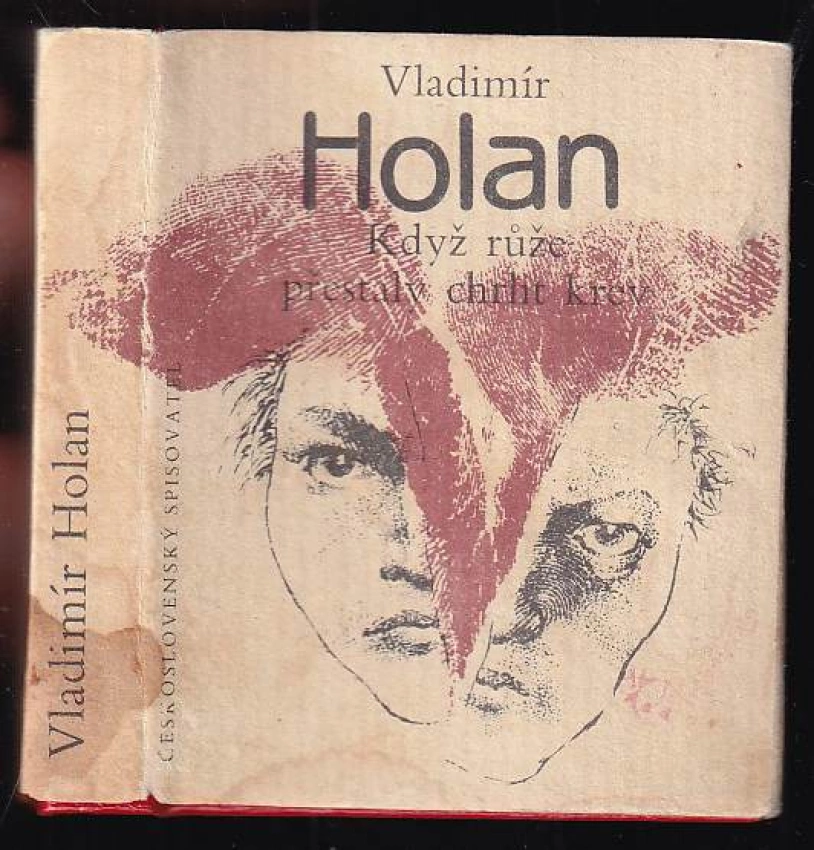 Vladimír
Holan
Když růže
přestaly chrlit krev
ČESKOSLOVENSKÝ SPISOVATEL
Vladimír Holan